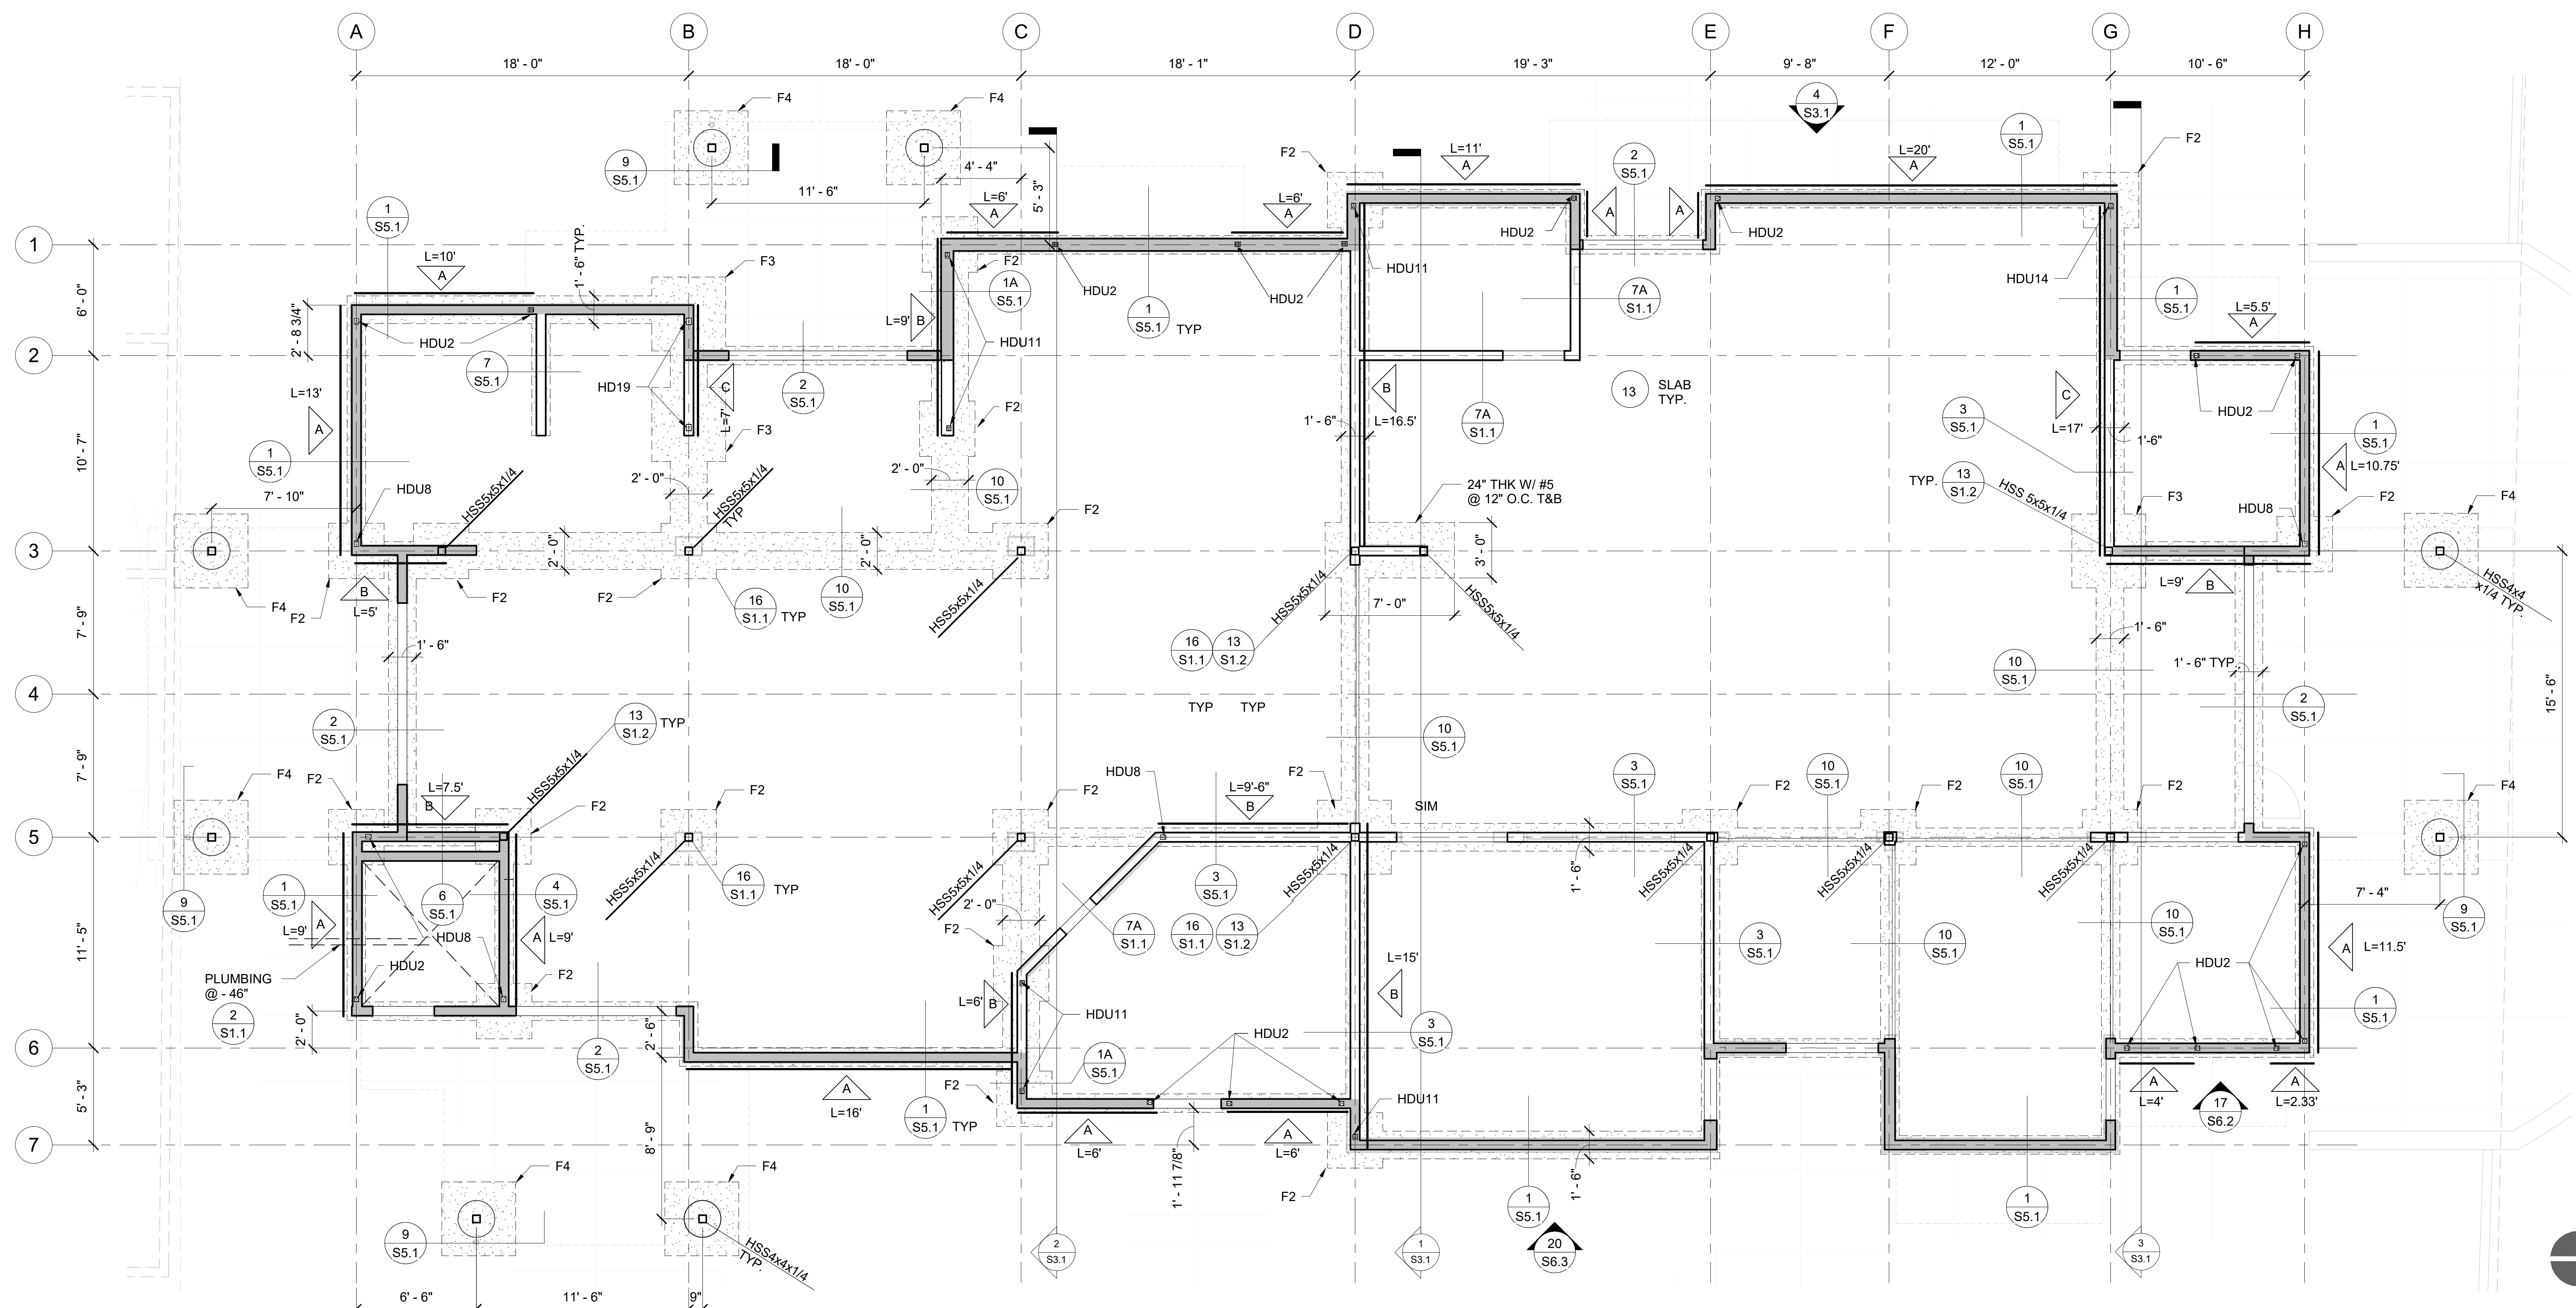 A B C D E F G H
18' - 0" 18' - 0" 18' - 1" 19' - 3" 9' - 8" 12' - 0" 10' - 6"
F4 F4
4
S3.1
9
S5.1
11' - 6"
4' - 4"
5' - 3"
F2
L=11'
A
2
S5.1
L=20'
A
1
S5.1
F2
1
S5.1
L=6'
A
L=6'
A
A
A
HDU2
HDU2
1
L=10'
A
1' - 6" TYP.
F3
F2
1A
S5.1
HDU2
HDU2
1
S5.1
TYP
HDU11
7A
S1.1
HDU14
1
S5.1
L=5.5'
A
6' - 0"
2' - 8 3/4"
HDU2
L=9'
B
HDU11
2
7
S5.1
HD19
C
L=7'
2
S5.1
F2
B
L=16.5'
1' - 6"
7A
S1.1
13
SLAB
TYP.
C
L=17'
1'-6"
3
S5.1
HDU2
1
S5.1
L=13'
A
10' - 7"
1
S5.1
F3
2' - 0"
2' - 0"
10
S5.1
A
L=10.75'
7' - 10"
HDU8
HSS5x5x1/4
HSS5x5x1/4
TYP
F2
24" THK W/ #5
@ 12" O.C. T&B
TYP.
13
S1.2
HSS 5x5x1/4
F3
HDU8
F2
F4
3
2' - 0"
2' - 0"
3' - 0"
F4
F2
B
L=5'
F2
F2
16
S1.1
TYP
10
S5.1
HSS5x5x1/4
HSS5x5x1/4
7' - 0"
HSS5x5x1/4
L=9'
B
HSS4x4
x1/4 TYP.
7' - 9"
1' - 6"
16
S1.1
13
S1.2
1' - 6"
10
S5.1
1' - 6" TYP.
15' - 6"
4
2
S5.1
13
S1.2
TYP
TYP TYP
10
S5.1
2
S5.1
7' - 9"
F4
F2
L=7.5'
B
HSS5x5x1/4
F2
F2
F2
HDU8
3
S5.1
L=9'-6"
B
F2
SIM
3
S5.1
F2
10
S5.1
F2
10
S5.1
F2
F4
5
HSS5x5x1/4
16
S1.1
TYP
HSS5x5x1/4
3
S5.1
HSS5x5x1/4
1' - 6"
HSS5x5x1/4
HSS5x5x1/4
HSS5x5x1/4
9
S5.1
1
S5.1
6
S5.1
4
S5.1
2' - 0"
F2
7A
S1.1
16
S1.1
13
S1.2
3
S5.1
10
S5.1
10
S5.1
7' - 4"
9
S5.1
11' - 5"
L=9'
A
HDU8
A
L=9'
HDU2
F2
PLUMBING
@ - 46"
2
S1.1
L=6'
B
HDU11
L=15'
B
HDU2
A
L=11.5'
6
2' - 0"
2
S5.1
2' - 6"
HDU2
3
S5.1
1
S5.1
1A
S5.1
5' - 3"
A
L=16'
F2
1
S5.1
TYP
HDU11
A
L=4'
17
S6.2
A
L=2.33'
7
8' - 9"
A
L=6'
1' - 11 7/8"
A
L=6'
F2
1' - 6"
F4
F4
1
S5.1
1
S5.1
9
S5.1
HSS4x4x1/4
TYP.
2
S3.1
1
S3.1
20
S6.3
3
S3.1
6' - 6" 11' - 6" 9"